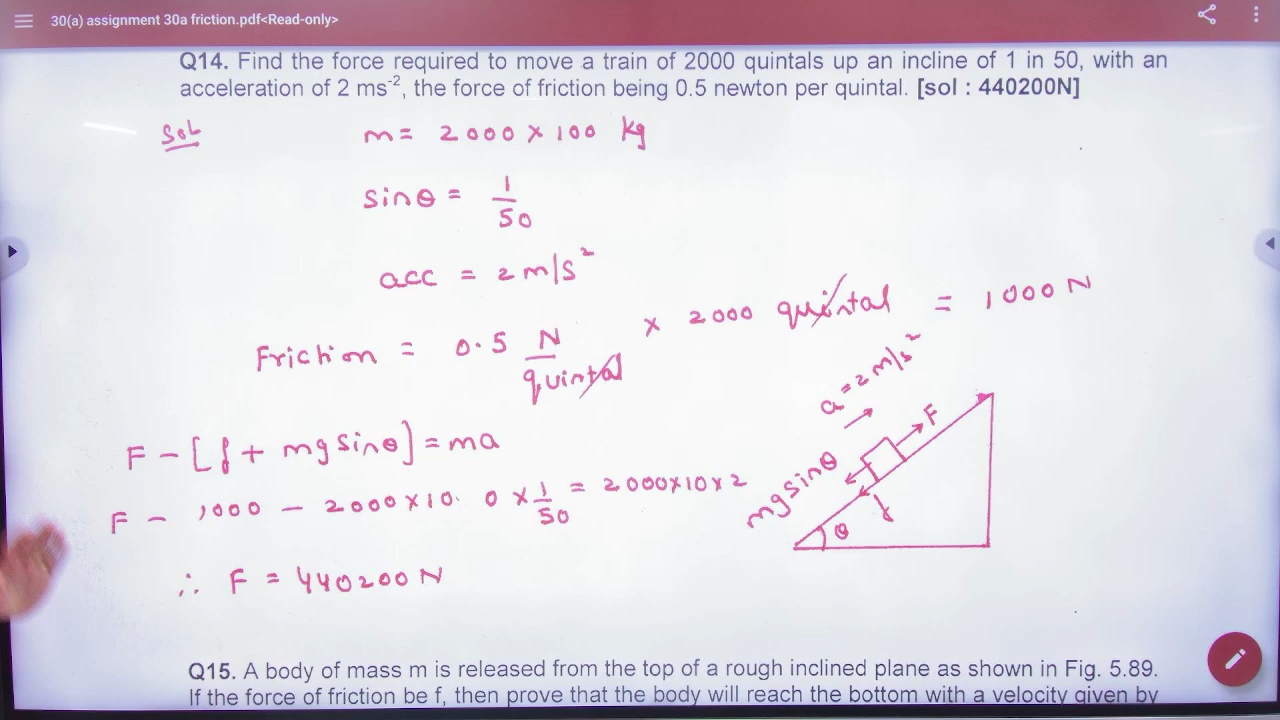 30(a) assignment 30a friction.pdf<Read-only>
Q14. Find the force required to move a train of 2000 quintals up an incline of 1 in 50, with an
acceleration of 2 ms⁻², the force of friction being 0.5 newton per quintal. [sol : 440200N]
Sol
m = 2000 × 100 kg
sinθ = 1/50
acc = 2 m/s²
Friction = 0.5 N/quintal × 2000 quintal = 1000 N
a = 2 m/s²
F
mg sinθ
f
θ
F - [f + mg sinθ] = ma
F - 1000 - 2000×10 0 × 1/50 = 2000×10×2
∴ F = 440200 N
Q15. A body of mass m is released from the top of a rough inclined plane as shown in Fig. 5.89.
If the force of friction be f, then prove that the body will reach the bottom with a velocity given by